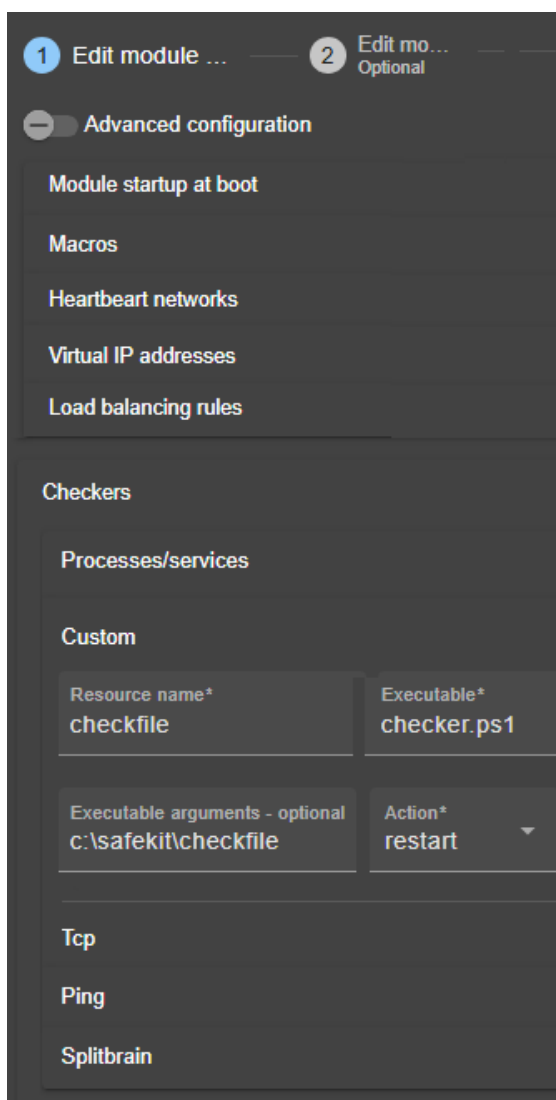 1 Edit module ... 2 Edit mo...
Optional
Advanced configuration
Module startup at boot
Macros
Heartbeart networks
Virtual IP addresses
Load balancing rules
Checkers
Processes/services
Custom
Resource name* Executable*
checkfile checker.ps1
Executable arguments - optional Action*
c:\safekit\checkfile restart
Tcp
Ping
Splitbrain